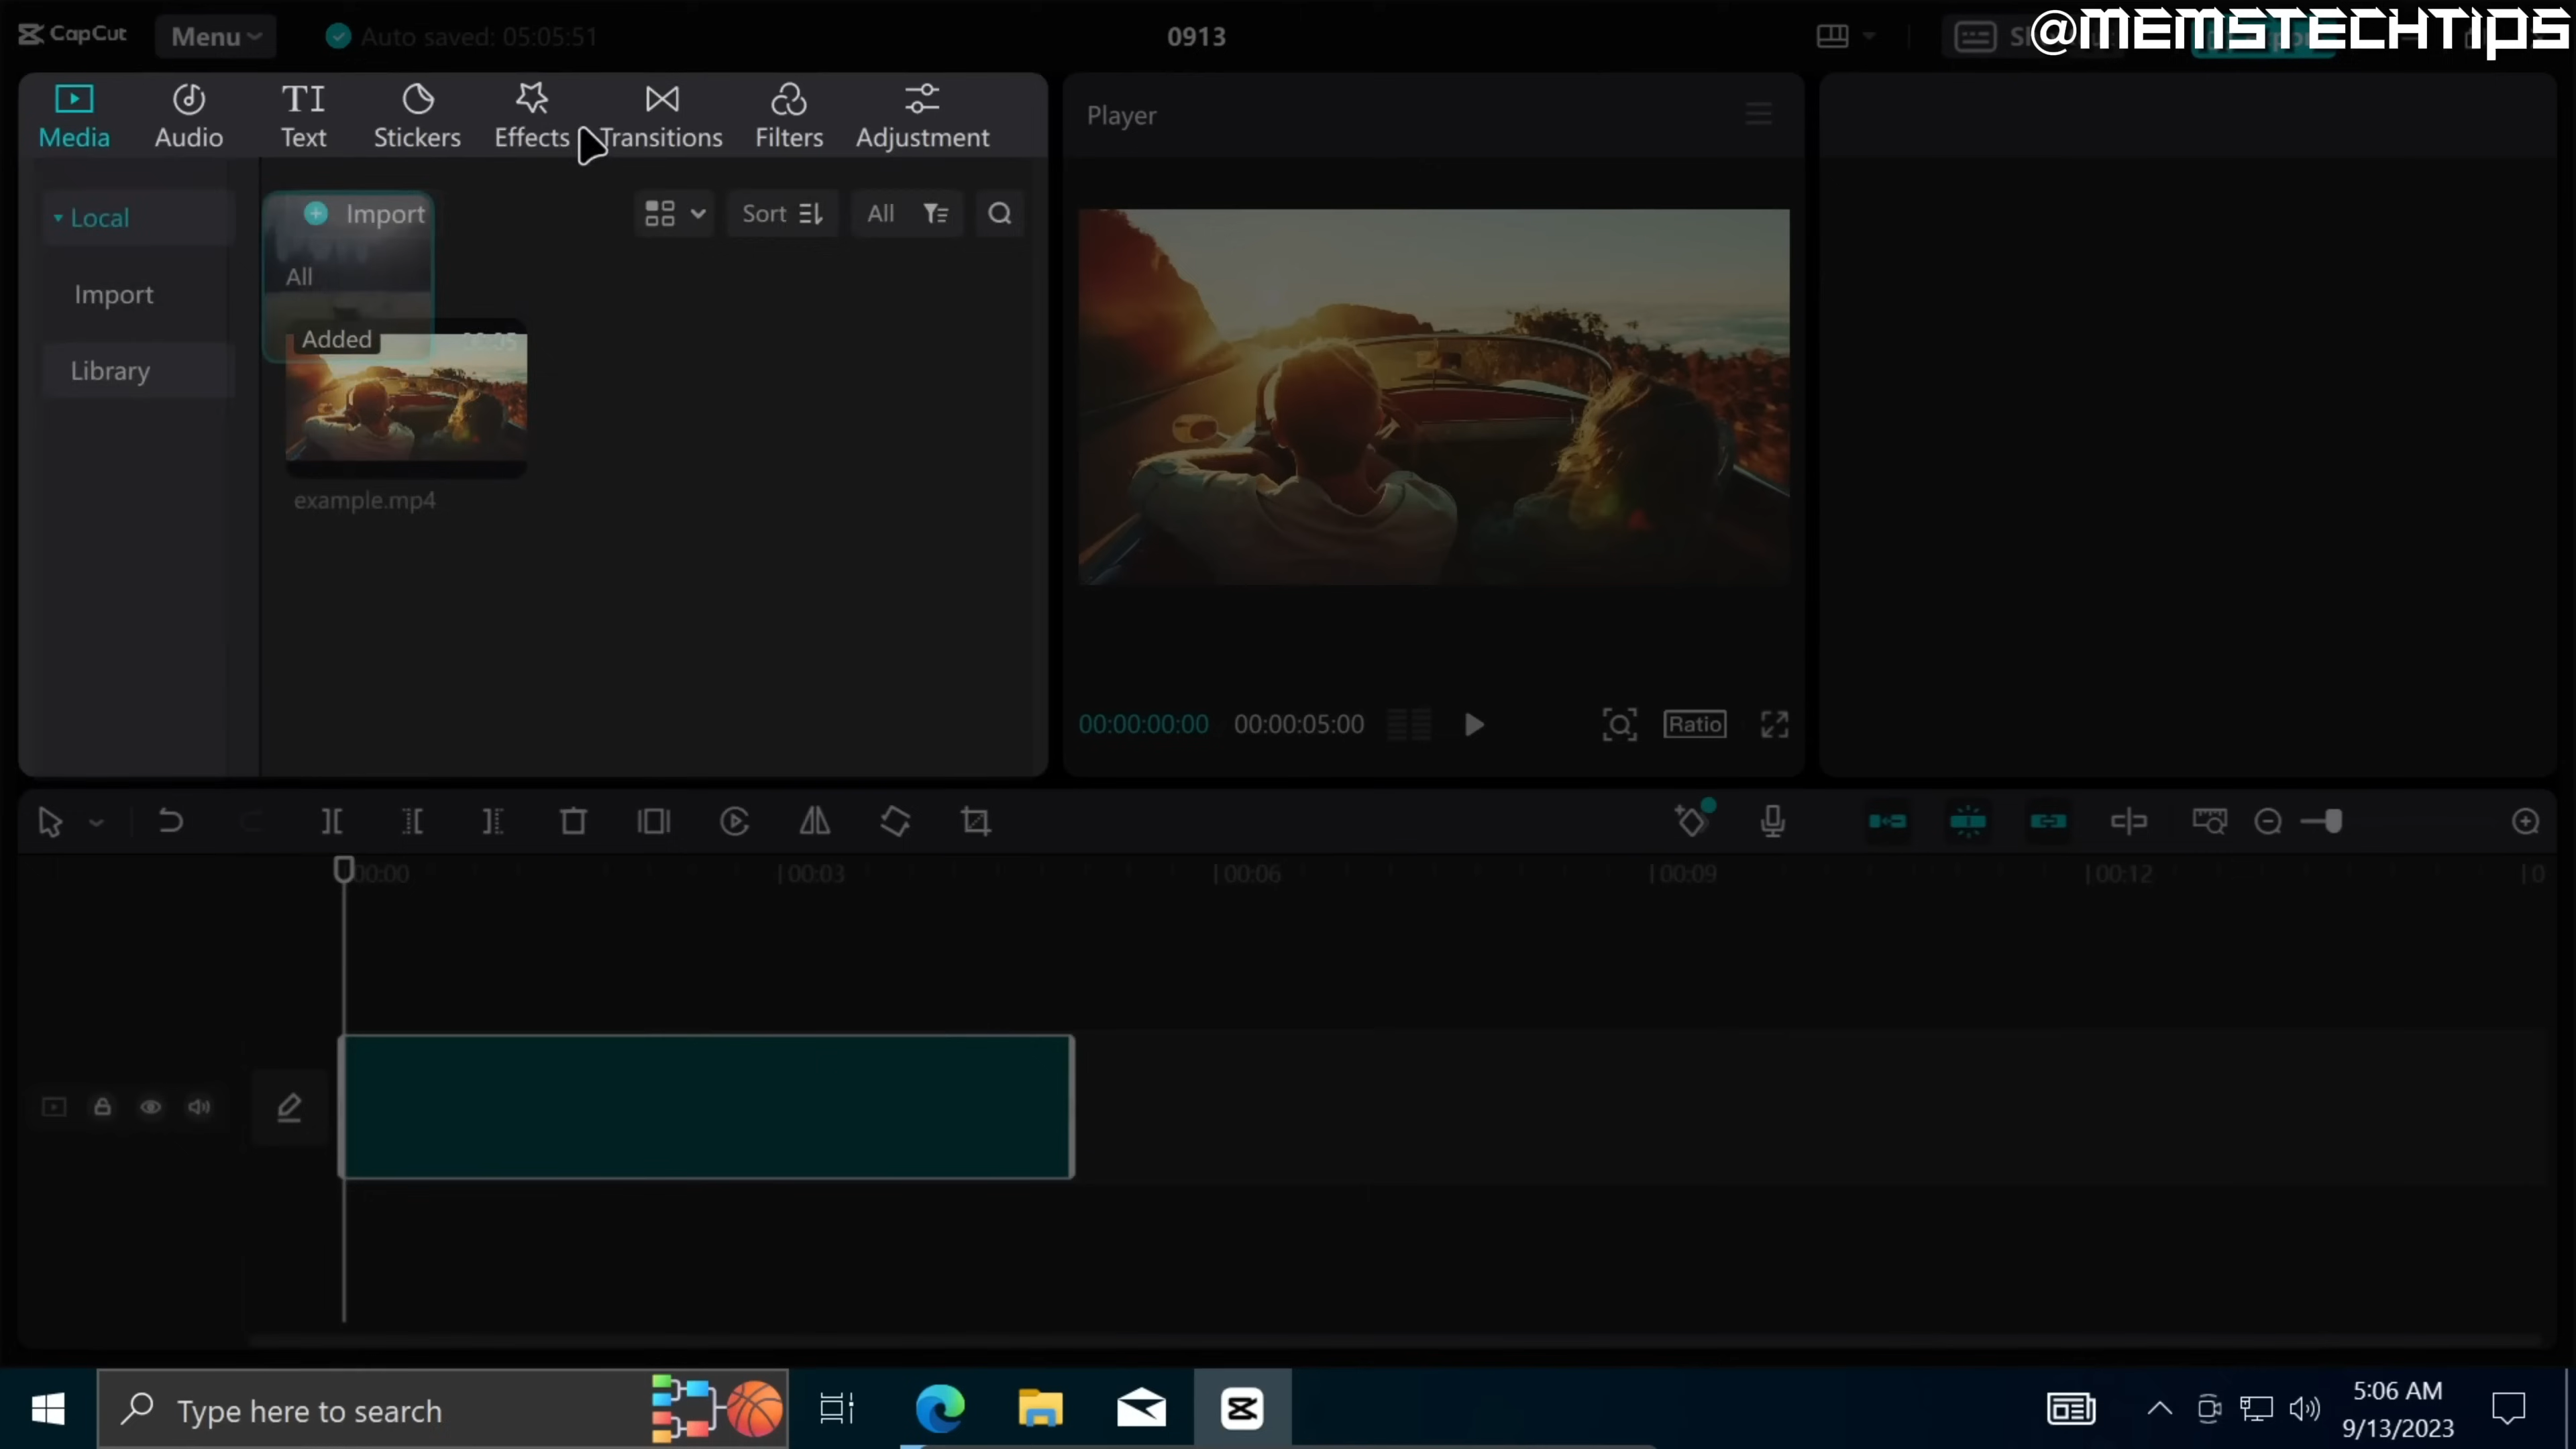 CapCut
Menu
Auto saved: 05:05:51
0913
@MEMSTECHTIPS
Media
Audio
TI
Text
Stickers
Effects
Transitions
Filters
Adjustment
Player
Local
Import
Library
Import
Sort
All
All
Added
example.mp4
00:00:00:00
00:00:05:00
Ratio
00:00
00:03
00:06
00:09
00:12
Type here to search
5:06 AM
9/13/2023